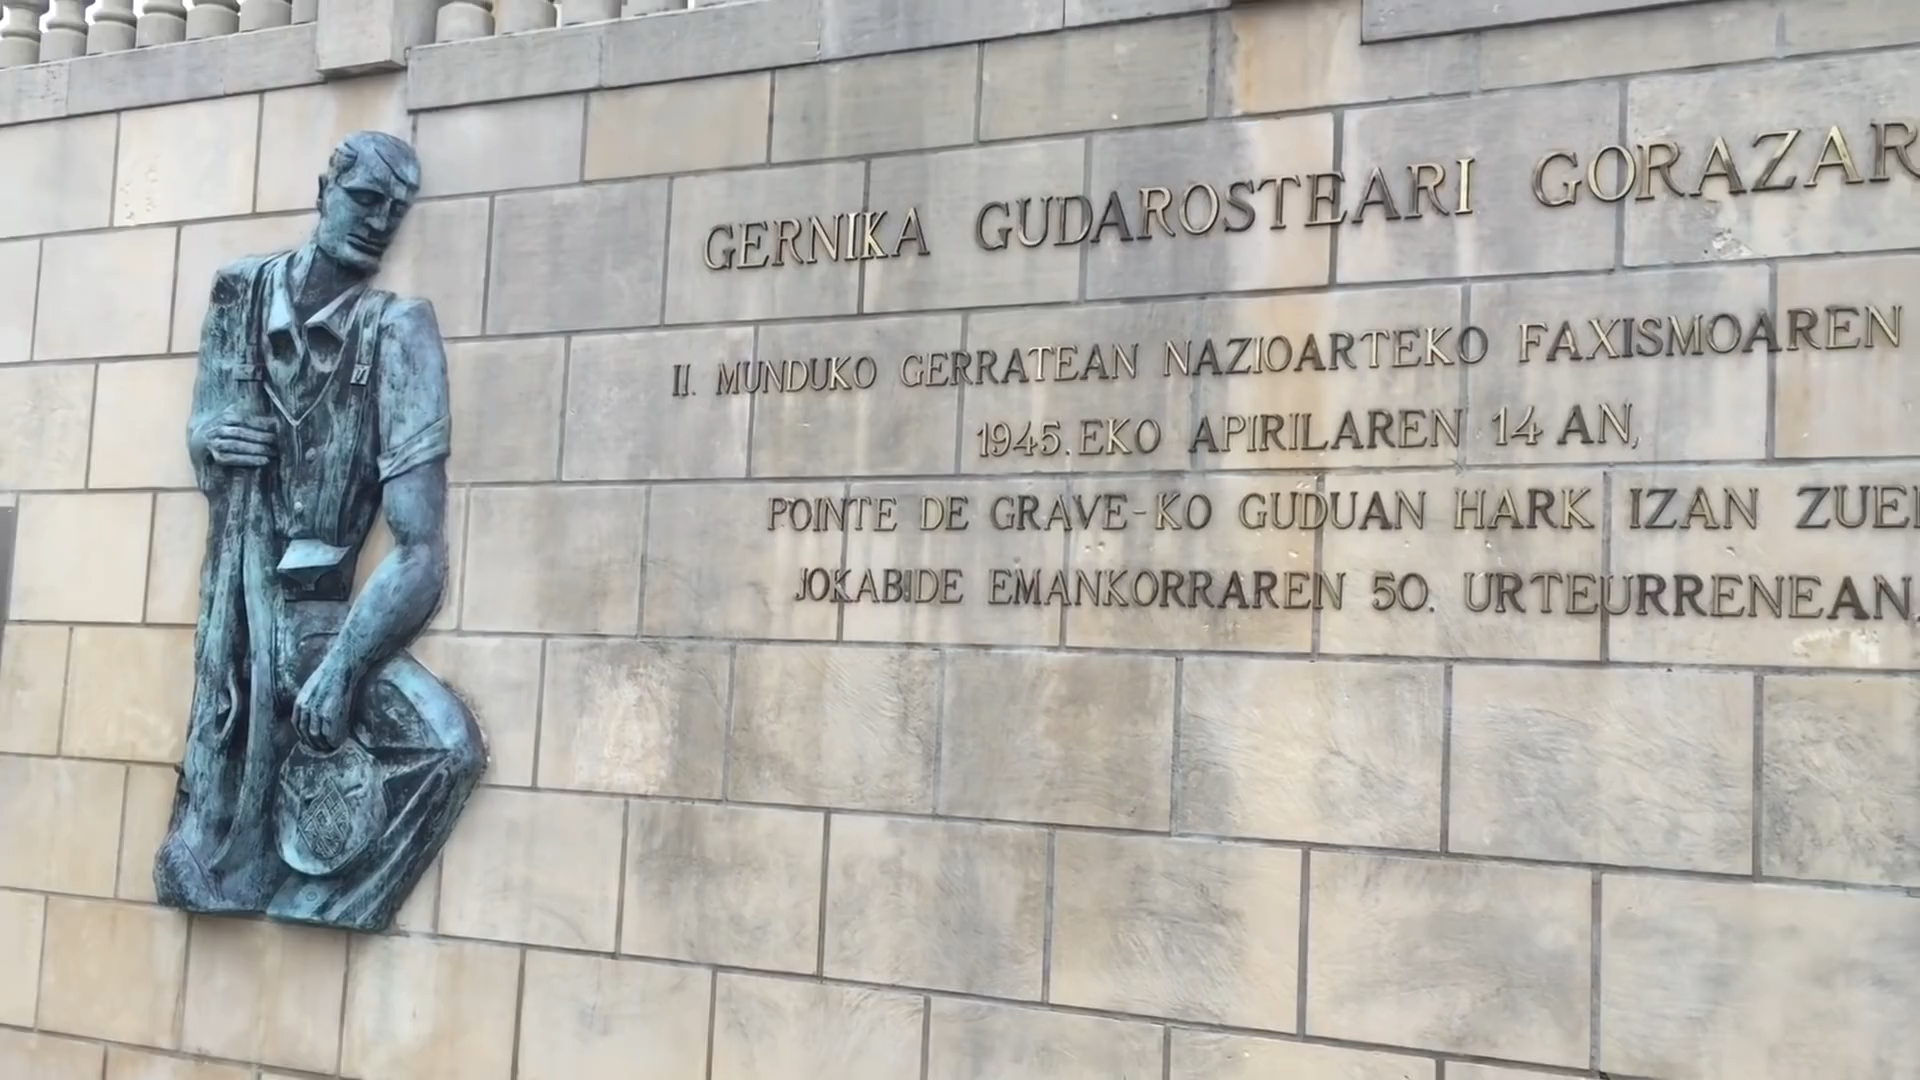 GERNIKA GUDAROSTEARI GORAZAR
II. MUNDUKO GERRATEAN NAZIOARTEKO FAXISMOAREN
1945.EKO APIRILAREN 14 AN,
POINTE DE GRAVE-KO GUDUAN HARK IZAN ZUE
JOKABIDE EMANKORRAREN 50. URTEURRENEAN,